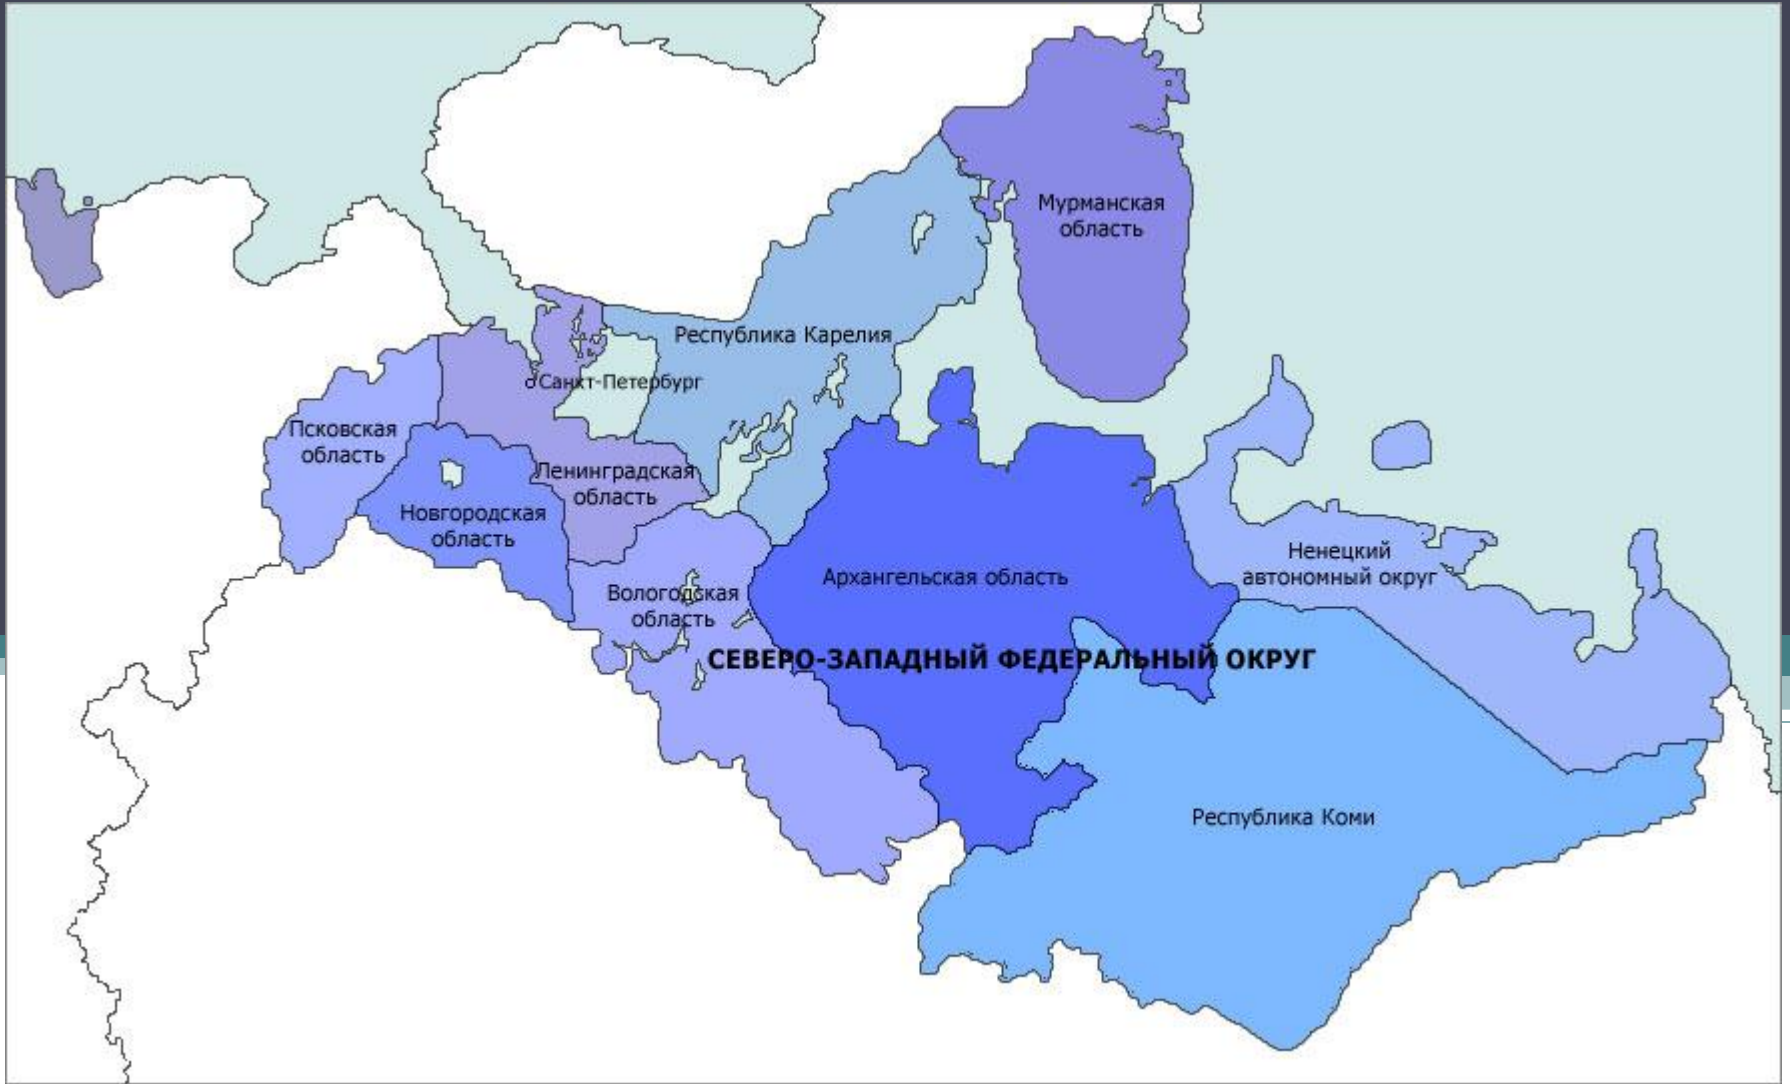 Мурманская
область
Республика Карелия
Санкт-Петербург
Псковская
область
Ленинградская
область
Новгородская
область
Ненецкий
автономный округ
Архангельская область
Вологодская
область
СЕВЕРО-ЗАПАДНЫЙ ФЕДЕРАЛЬНЫЙ ОКРУГ
Республика Коми